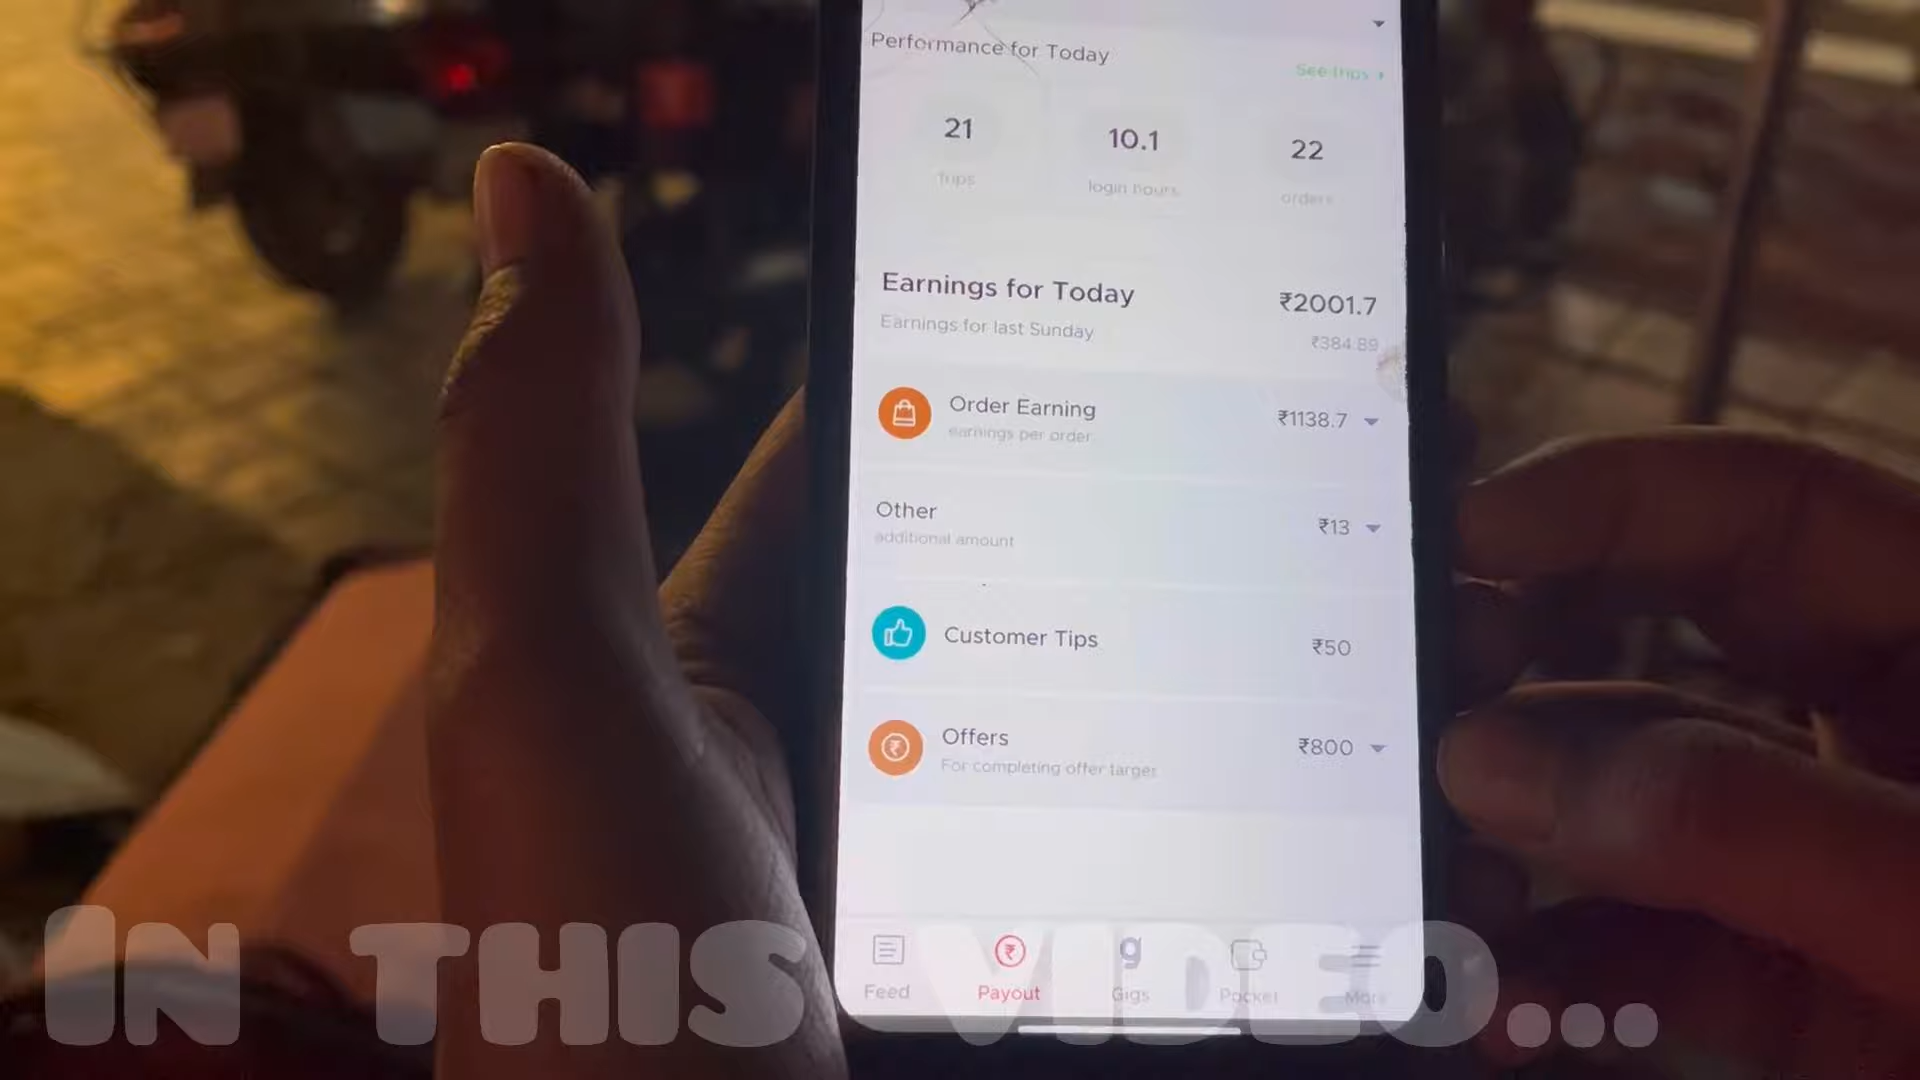 Performance for Today
See trips
21
10.1
22
Trips
login hours
orders
Earnings for Today
₹2001.7
Earnings for last Sunday
₹384.89
Order Earning
₹1138.7
earnings per order
Other
₹13
additional amount
Customer Tips
₹50
Offers
₹800
For completing offer target
Feed
Payout
Gigs
Pocket
More
IN THIS VIDEO...